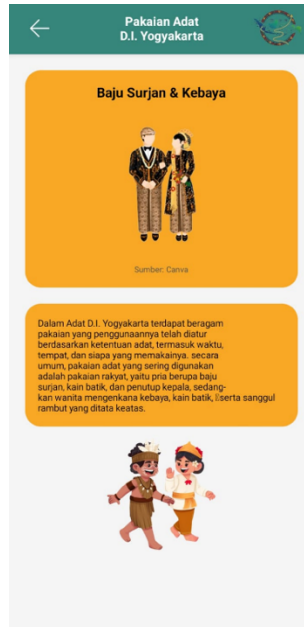 Pakaian Adat
D.I. Yogyakarta
Baju Surjan & Kebaya
Sumber: Canva
Dalam Adat D.I. Yogyakarta terdapat beragam
pakaian yang penggunaannya telah diatur
berdasarkan ketentuan adat, termasuk waktu,
tempat, dan siapa yang memakainya. secara
umum, pakaian adat yang sering digunakan
adalah pakaian rakyat, yaitu pria berupa baju
surjan, kain batik, dan penutup kepala, sedang-
kan wanita mengenkana kebaya, kain batik, serta sanggul
rambut yang ditata keatas.